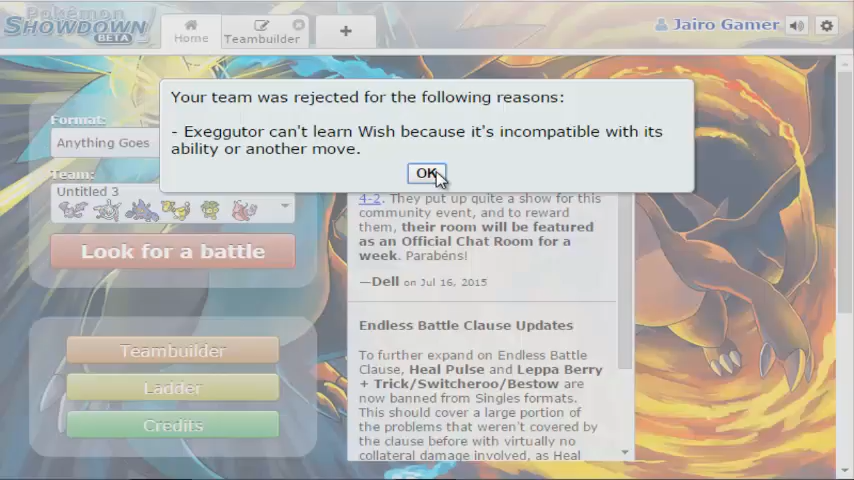 Pokémon
SHOWDOWN
BETA
Home
Teambuilder
+
Jairo Gamer
Your team was rejected for the following reasons:
- Exeggutor can't learn Wish because it's incompatible with its
ability or another move.
OK
Format:
Anything Goes
Team:
Untitled 3
Look for a battle
Teambuilder
Ladder
Credits
4-2. They put up quite a show for this
community event, and to reward
them, their room will be featured
as an Official Chat Room for a
week. Parabéns!
—Dell on Jul 16, 2015
Endless Battle Clause Updates
To further expand on Endless Battle
Clause, Heal Pulse and Leppa Berry
+ Trick/Switcheroo/Bestow are
now banned from Singles formats.
This should cover a large portion of
the problems that weren't covered by
the clause before with virtually no
collateral damage involved, as Heal